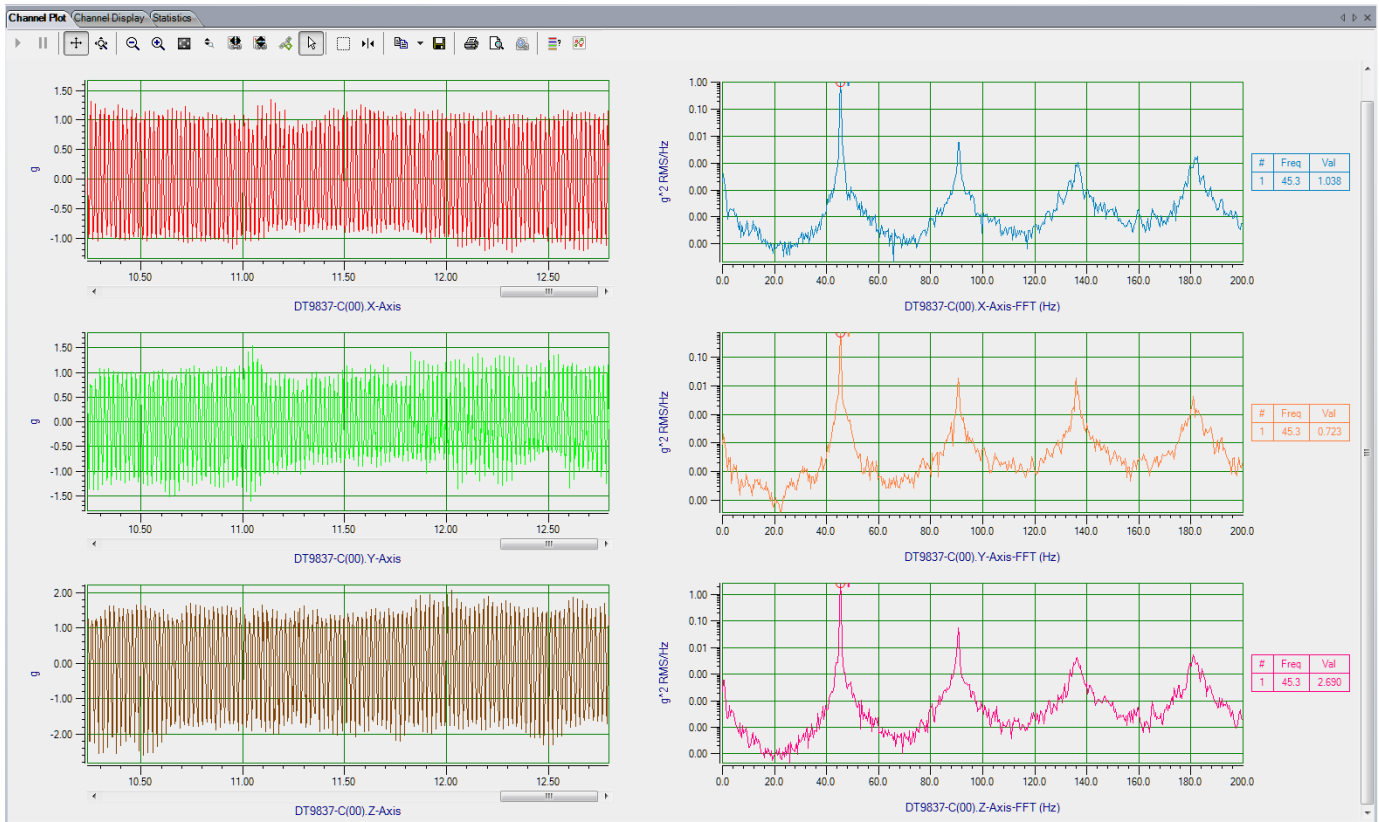 Channel Plot Channel Display Statistics
1.50
1.00
0.50
0.00
-0.50
-1.00
g
10.50 11.00 11.50 12.00 12.50
DT9837-C(00).X-Axis
1.00
0.10
0.01
0.00
0.00
0.00
0.00
g^2 RMS/Hz
0.0 20.0 40.0 60.0 80.0 100.0 120.0 140.0 160.0 180.0 200.0
DT9837-C(00).X-Axis-FFT (Hz)
# Freq Val
1 45.3 1.038
1.50
1.00
0.50
0.00
-0.50
-1.00
-1.50
g
10.50 11.00 11.50 12.00 12.50
DT9837-C(00).Y-Axis
0.10
0.01
0.00
0.00
0.00
0.00
g^2 RMS/Hz
0.0 20.0 40.0 60.0 80.0 100.0 120.0 140.0 160.0 180.0 200.0
DT9837-C(00).Y-Axis-FFT (Hz)
# Freq Val
1 45.3 0.723
2.00
1.00
0.00
-1.00
-2.00
g
10.50 11.00 11.50 12.00 12.50
DT9837-C(00).Z-Axis
1.00
0.10
0.01
0.00
0.00
0.00
0.00
g^2 RMS/Hz
0.0 20.0 40.0 60.0 80.0 100.0 120.0 140.0 160.0 180.0 200.0
DT9837-C(00).Z-Axis-FFT (Hz)
# Freq Val
1 45.3 2.690